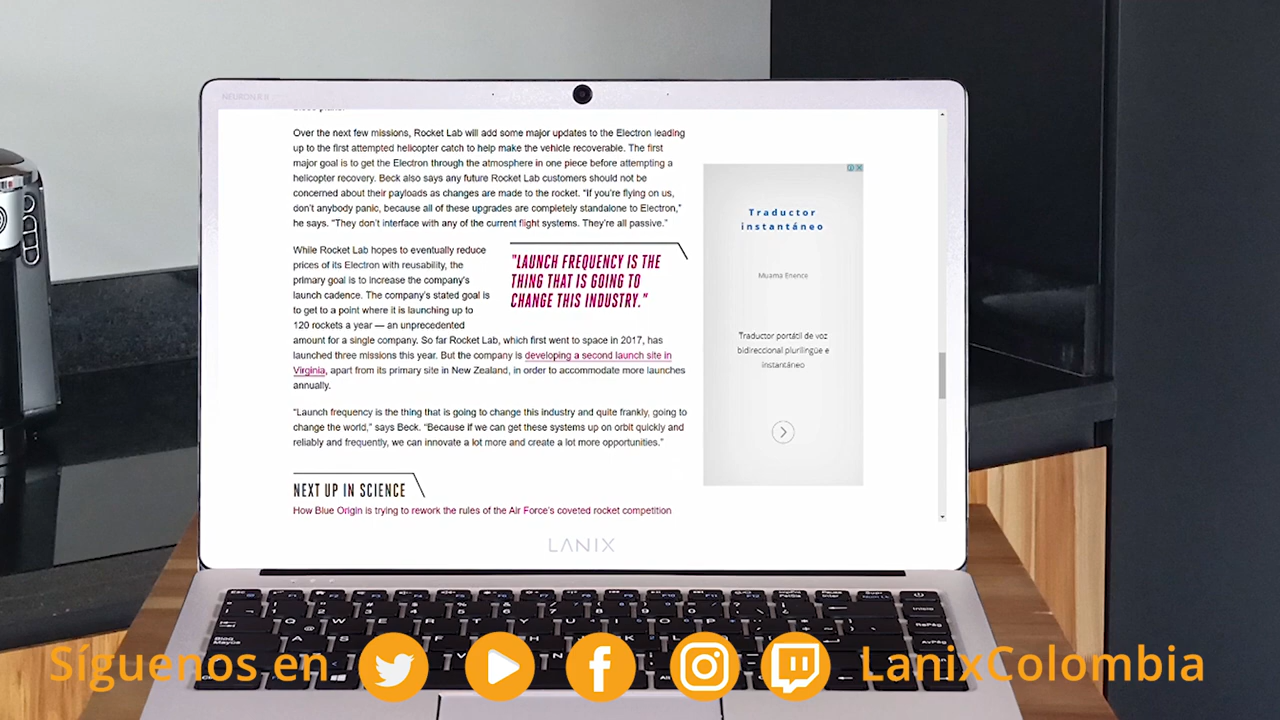 NEURON A 9
Over the next few missions, Rocket Lab will add some major updates to the Electron leading
up to the first attempted helicopter catch to help make the vehicle recoverable. The first
major goal is to get the Electron through the atmosphere in one piece before attempting a
helicopter recovery. Beck also says any future Rocket Lab customers should not be
concerned about their payloads as changes are made to the rocket. "If you're flying on us,
don't anybody panic, because all of these upgrades are completely standalone to Electron,"
he says. "They don't interface with any of the current flight systems. They're all passive."
While Rocket Lab hopes to eventually reduce
prices of its Electron with reusability, the
primary goal is to increase the company's
launch cadence. The company's stated goal is
to get to a point where it is launching up to
120 rockets a year — an unprecedented
amount for a single company. So far Rocket Lab, which first went to space in 2017, has
launched three missions this year. But the company is developing a second launch site in
Virginia, apart from its primary site in New Zealand, in order to accommodate more launches
annually.
"LAUNCH FREQUENCY IS THE
THING THAT IS GOING TO
CHANGE THIS INDUSTRY."
"Launch frequency is the thing that is going to change this industry and quite frankly, going to
change the world," says Beck. "Because if we can get these systems up on orbit quickly and
reliably and frequently, we can innovate a lot more and create a lot more opportunities."
NEXT UP IN SCIENCE
How Blue Origin is trying to rework the rules of the Air Force's coveted rocket competition
Traductor
instantáneo
Muama Enence
Traductor portátil de voz
bidireccional plurilingüe e
instantáneo
LANIX
Síguenos en
LanixColombia